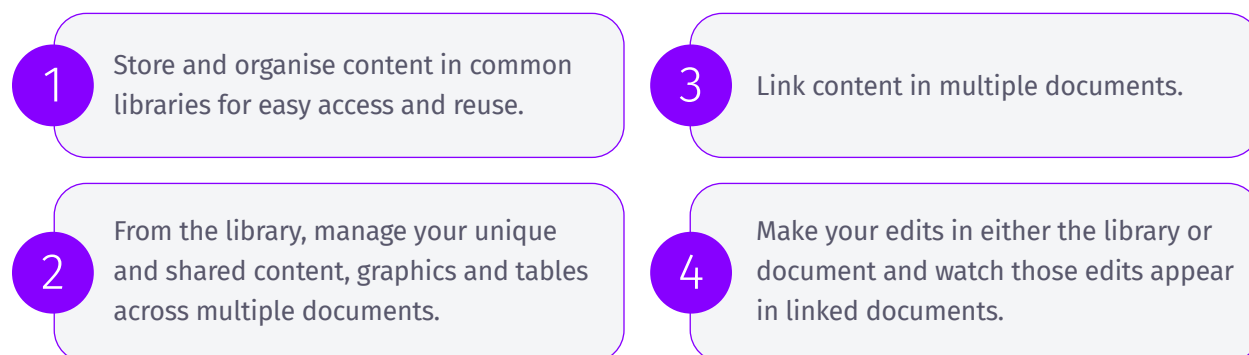 1
Store and organise content in common
libraries for easy access and reuse.
2
From the library, manage your unique
and shared content, graphics and tables
across multiple documents.
3
Link content in multiple documents.
4
Make your edits in either the library or
document and watch those edits appear
in linked documents.